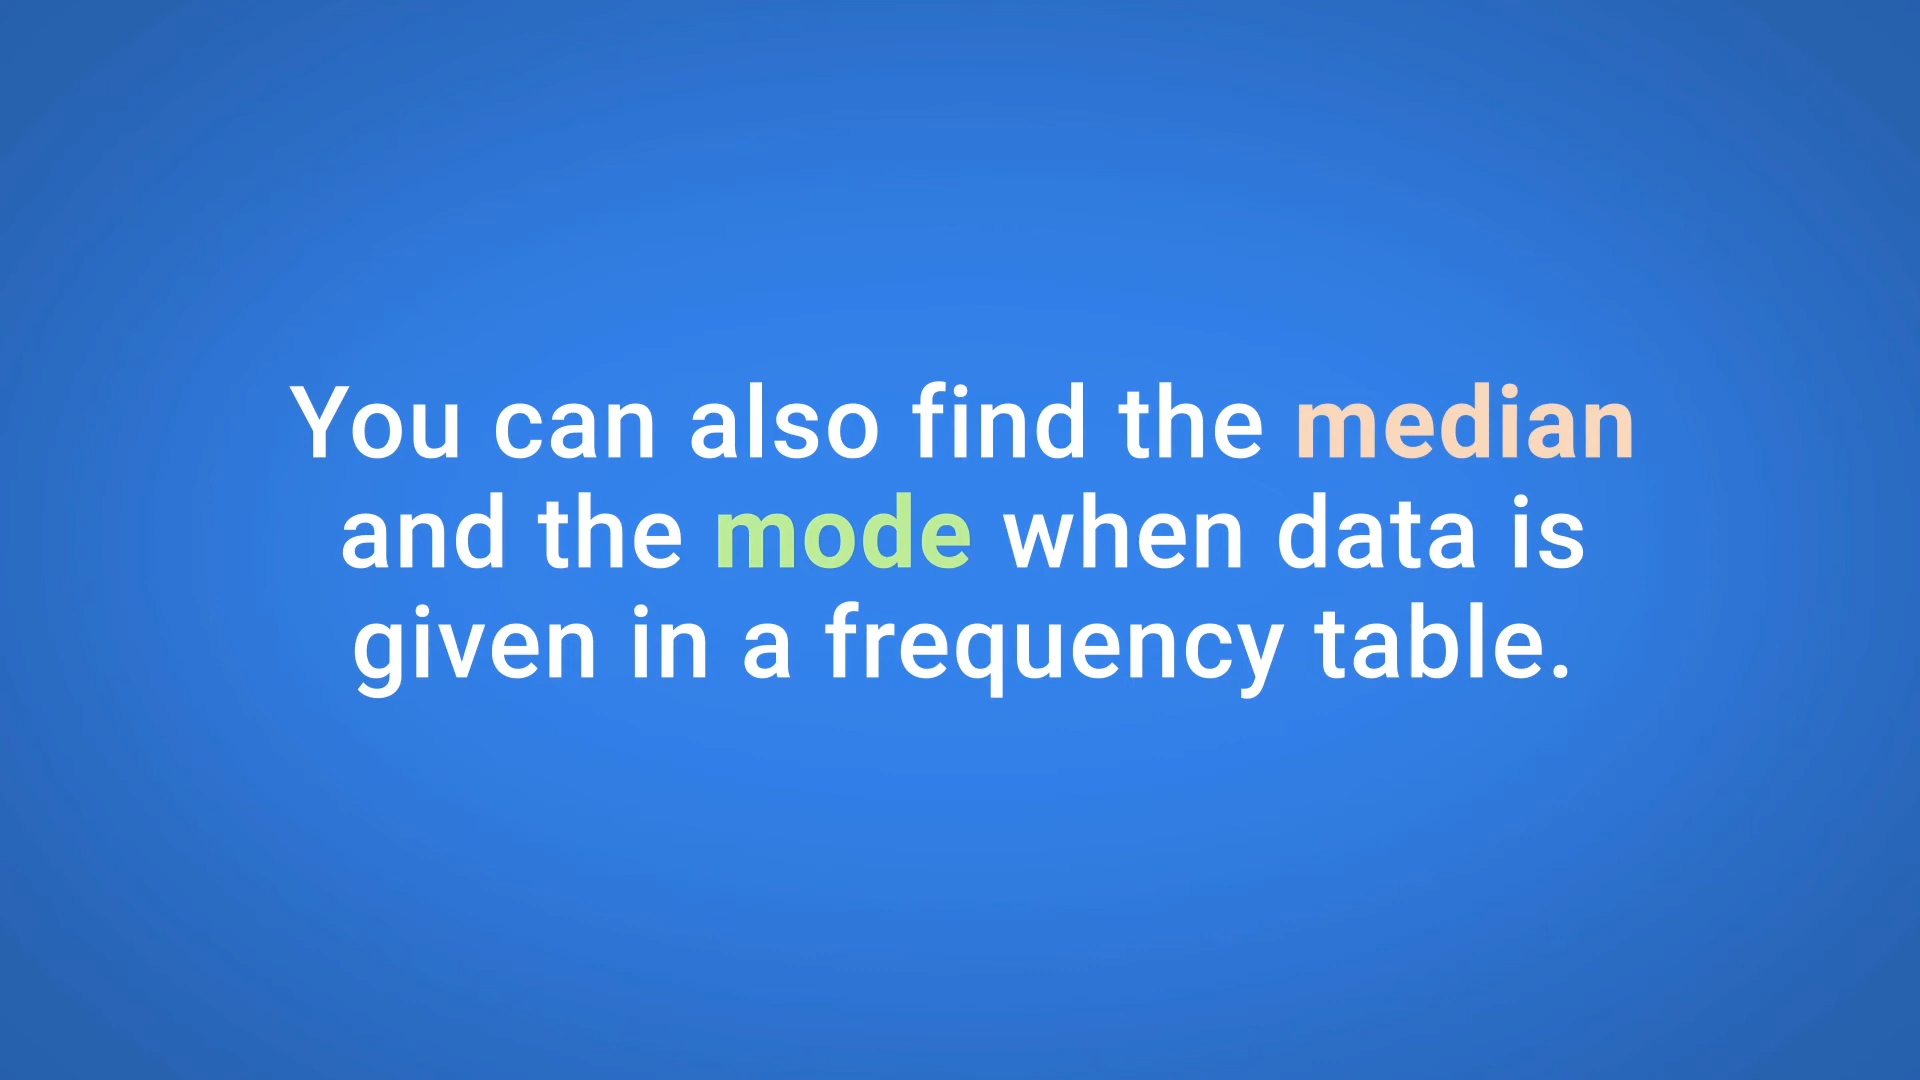 You can also find the median
and the mode when data is
given in a frequency table.